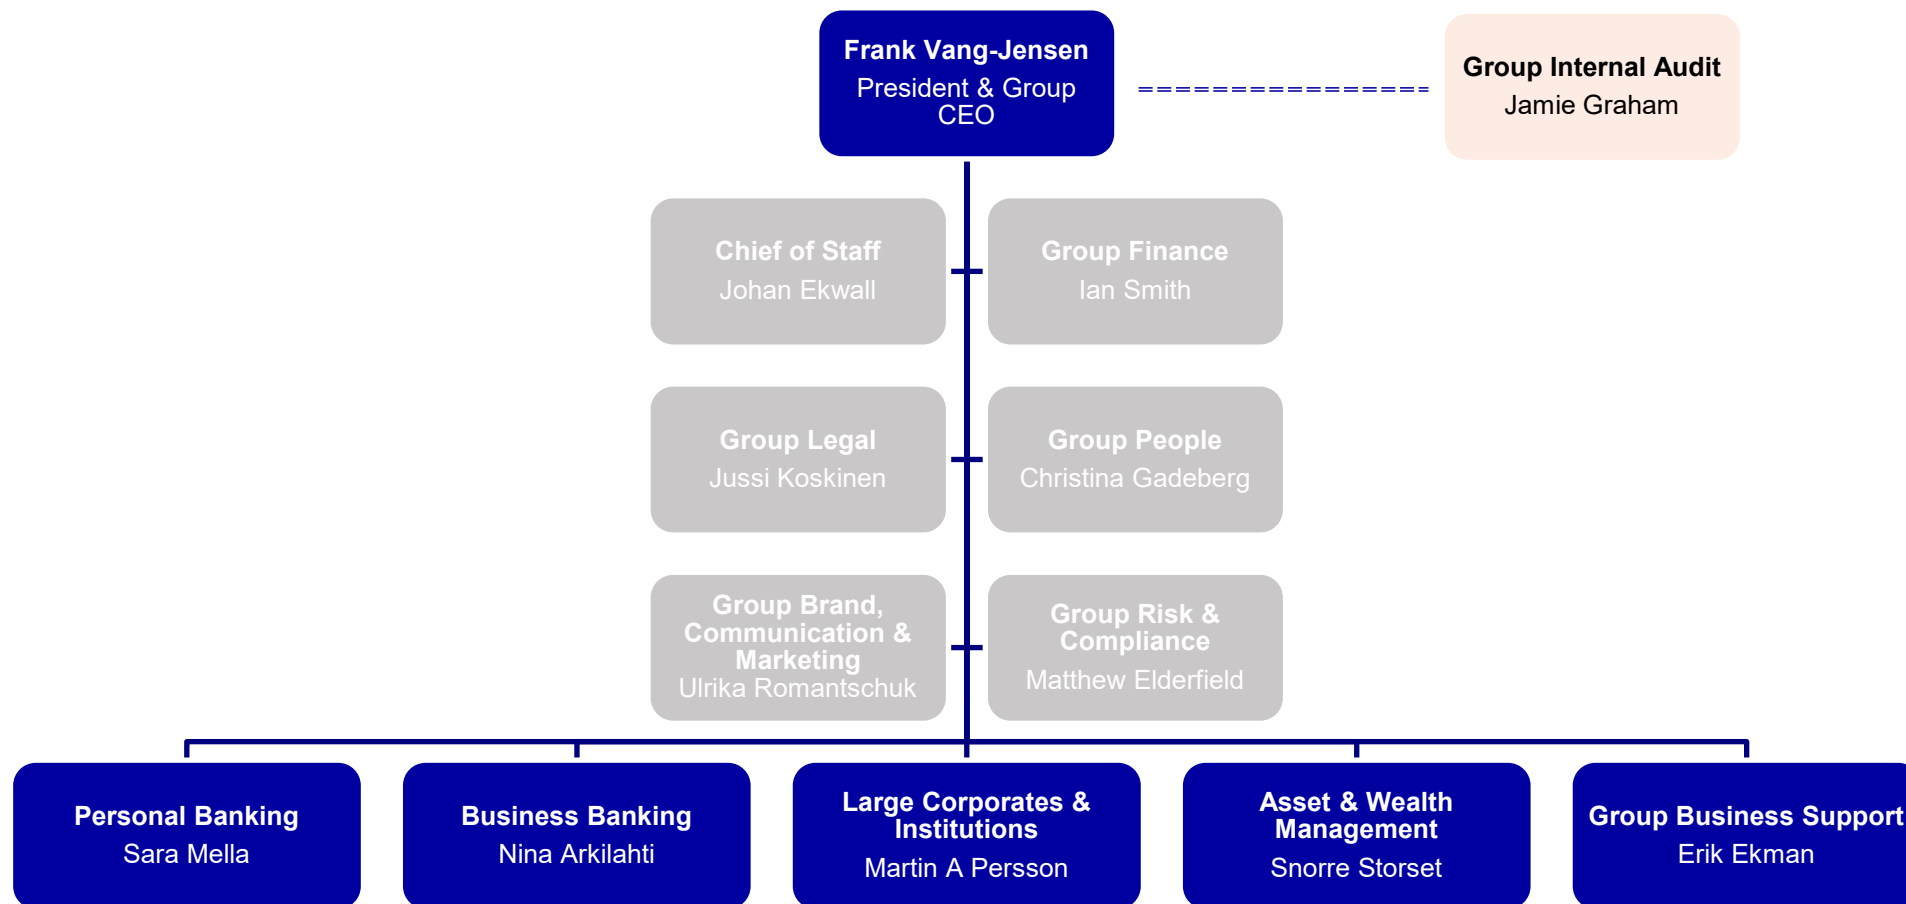 Frank Vang-Jensen
President & Group
CEO
Group Internal Audit
Jamie Graham
Chief of Staff
Johan Ekwall
Group Finance
Ian Smith
Group Legal
Jussi Koskinen
Group People
Christina Gadeberg
Group Brand,
Communication &
Marketing
Ulrika Romantschuk
Group Risk &
Compliance
Matthew Elderfield
Personal Banking
Sara Mella
Business Banking
Nina Arkilahti
Large Corporates &
Institutions
Martin A Persson
Asset & Wealth
Management
Snorre Storset
Group Business Support
Erik Ekman